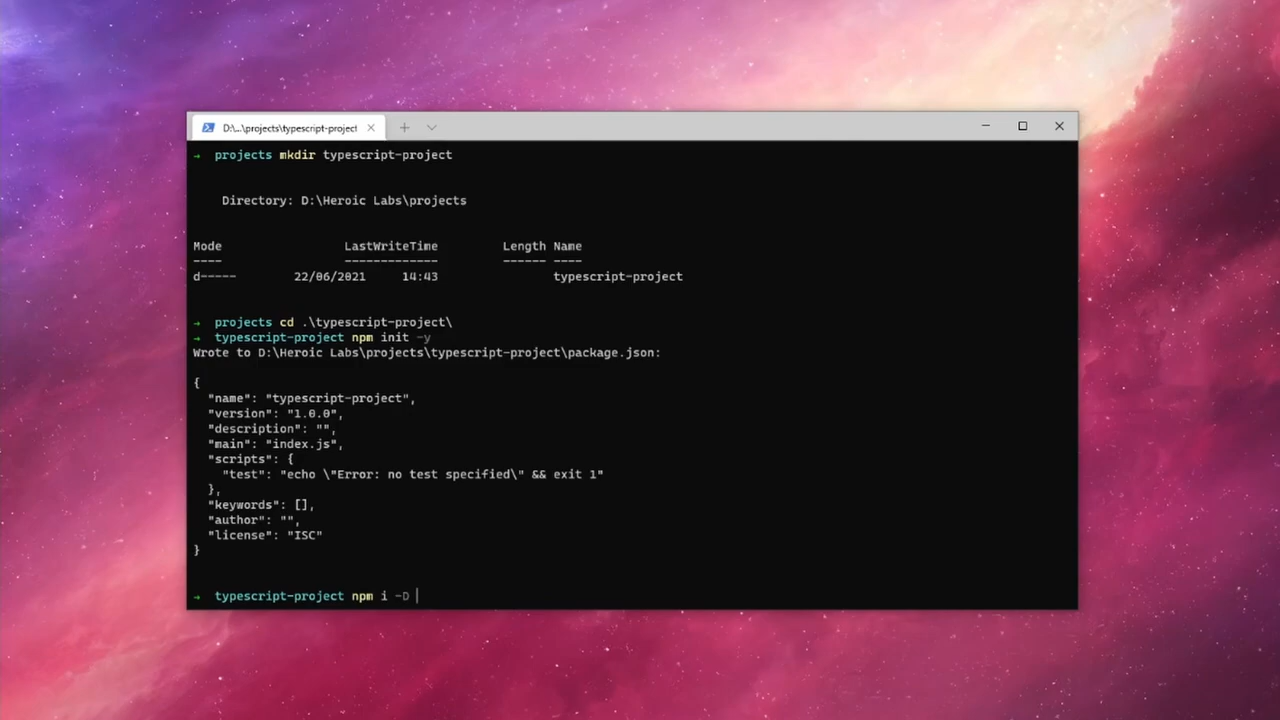 D:\...\projects\typescript-project
→ projects mkdir typescript-project
Directory: D:\Heroic Labs\projects
Mode LastWriteTime Length Name
---- ------------- ------ ----
d----- 22/06/2021 14:43 typescript-project
→ projects cd .\typescript-project\
→ typescript-project npm init -y
Wrote to D:\Heroic Labs\projects\typescript-project\package.json:
{
"name": "typescript-project",
"version": "1.0.0",
"description": "",
"main": "index.js",
"scripts": {
"test": "echo \"Error: no test specified\" && exit 1"
},
"keywords": [],
"author": "",
"license": "ISC"
}
→ typescript-project npm i -D